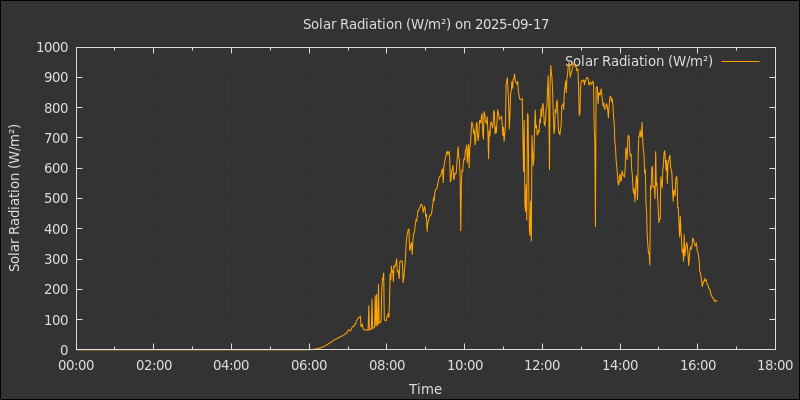 Solar Radiation (W/m²) on 2025-09-17
Solar Radiation (W/m²)
Solar Radiation (W/m²)
1000
900
800
700
600
500
400
300
200
100
0
00:00 02:00 04:00 06:00 08:00 10:00 12:00 14:00 16:00 18:00
Time